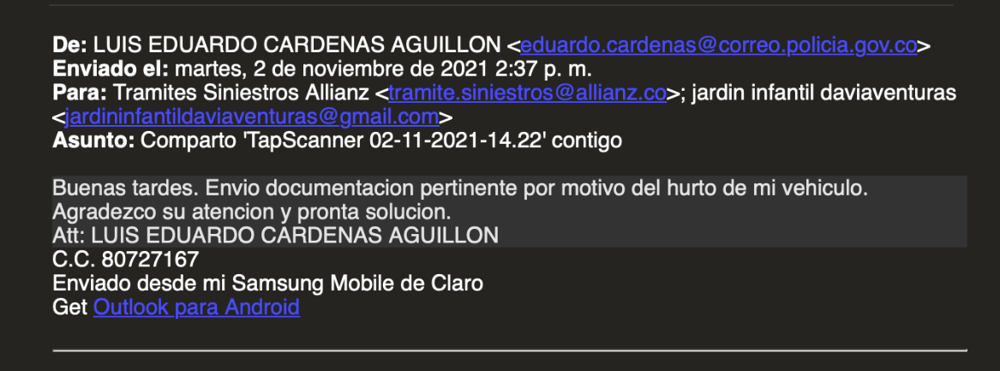 De: LUIS EDUARDO CARDENAS AGUILLON <eduardo.cardenas@correo.policia.gov.co>
Enviado el: martes, 2 de noviembre de 2021 2:37 p. m.
Para: Tramites Siniestros Allianz <tramite.siniestros@allianz.co>; jardin infantil daviaventuras
<jardininfantildaviaventuras@gmail.com>
Asunto: Comparto 'TapScanner 02-11-2021-14.22' contigo
Buenas tardes. Envio documentacion pertinente por motivo del hurto de mi vehiculo.
Agradezco su atencion y pronta solucion.
Att: LUIS EDUARDO CARDENAS AGUILLON
C.C. 80727167
Enviado desde mi Samsung Mobile de Claro
Get Outlook para Android